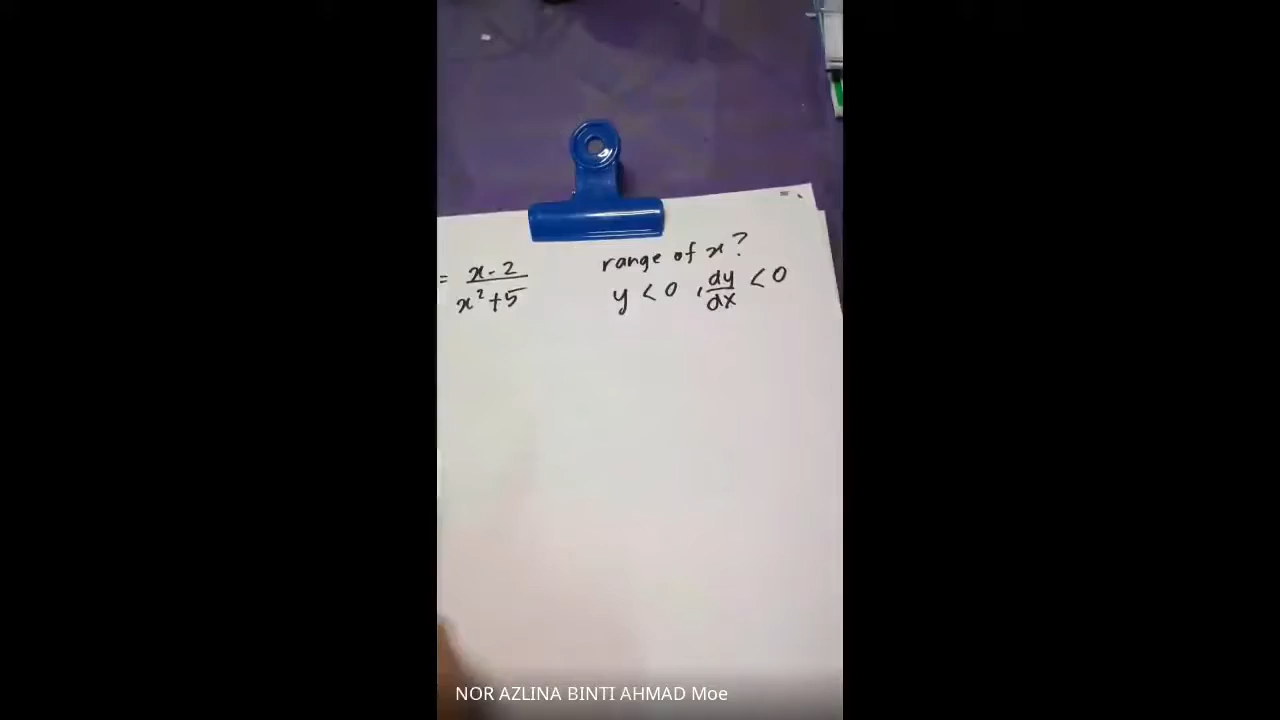 = x-2 / x²+5
range of x?
y < 0 , dy/dx < 0
NOR AZLINA BINTI AHMAD Moe